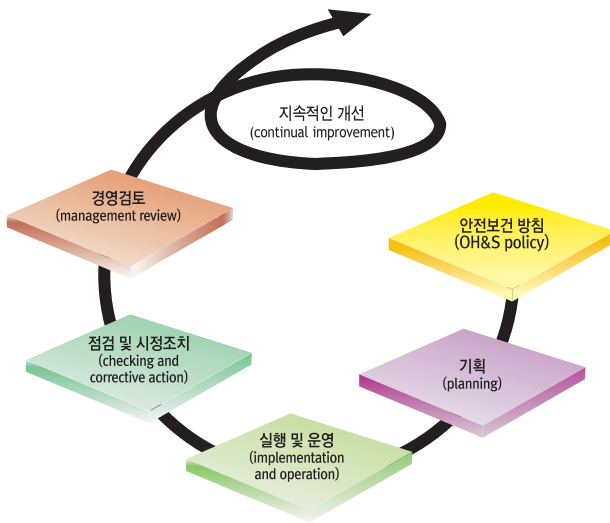 지속적인 개선
(continual improvement)
경영검토
(management review)
안전보건 방침
(OH&S policy)
점검 및 시정조치
(checking and
corrective action)
기획
(planning)
실행 및 운영
(implementation
and operation)